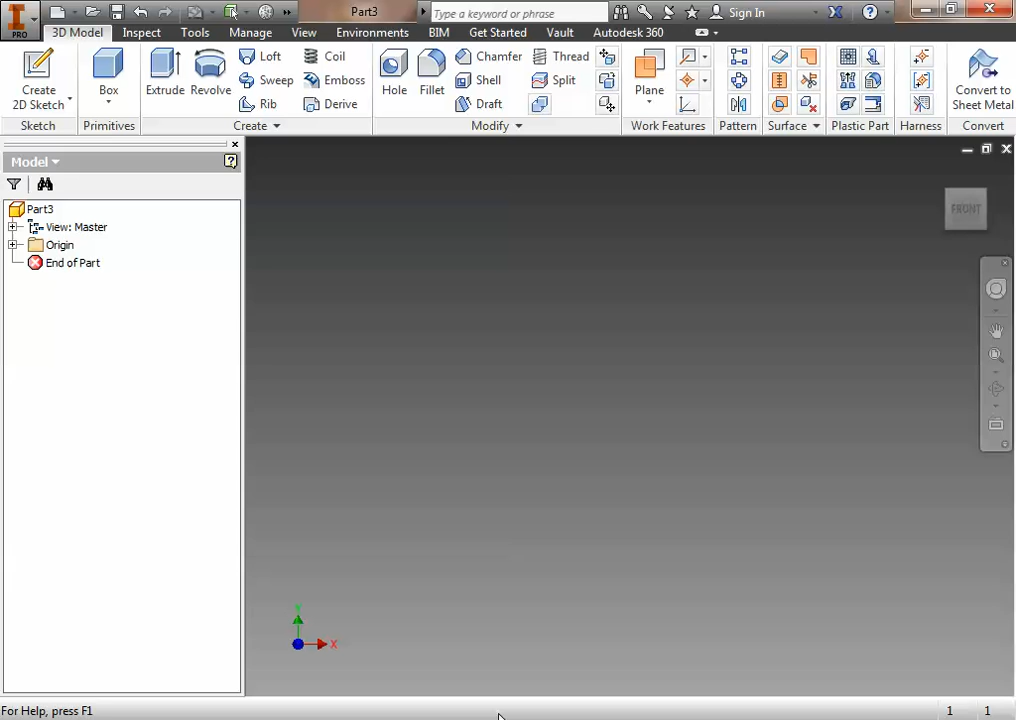 PRO
Part3
Type a keyword or phrase
Sign In
3D Model
Inspect
Tools
Manage
View
Environments
BIM
Get Started
Vault
Autodesk 360
Create
2D Sketch
Box
Extrude
Revolve
Loft
Sweep
Rib
Coil
Emboss
Derive
Hole
Fillet
Chamfer
Shell
Draft
Thread
Split
Plane
Convert to
Sheet Metal
Sketch
Primitives
Create
Modify
Work Features
Pattern
Surface
Plastic Part
Harness
Convert
Model
Part3
View: Master
Origin
End of Part
FRONT
Y
X
For Help, press F1
1
1